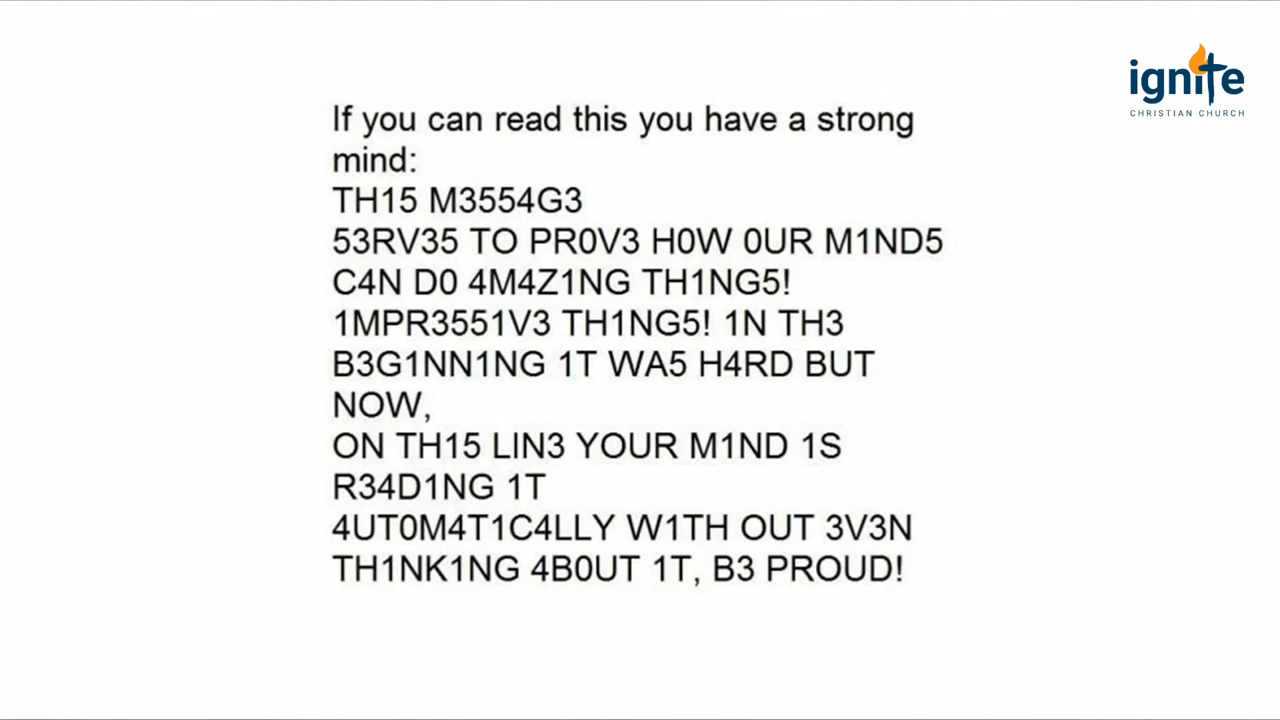 ignite
CHRISTIAN CHURCH
If you can read this you have a strong
mind:
TH15 M3554G3
53RV35 TO PR0V3 H0W 0UR M1ND5
C4N D0 4M4Z1NG TH1NG5!
1MPR3551V3 TH1NG5! 1N TH3
B3G1NN1NG 1T WA5 H4RD BUT
NOW,
ON TH15 LIN3 YOUR M1ND 1S
R34D1NG 1T
4UT0M4T1C4LLY W1TH OUT 3V3N
TH1NK1NG 4B0UT 1T, B3 PROUD!